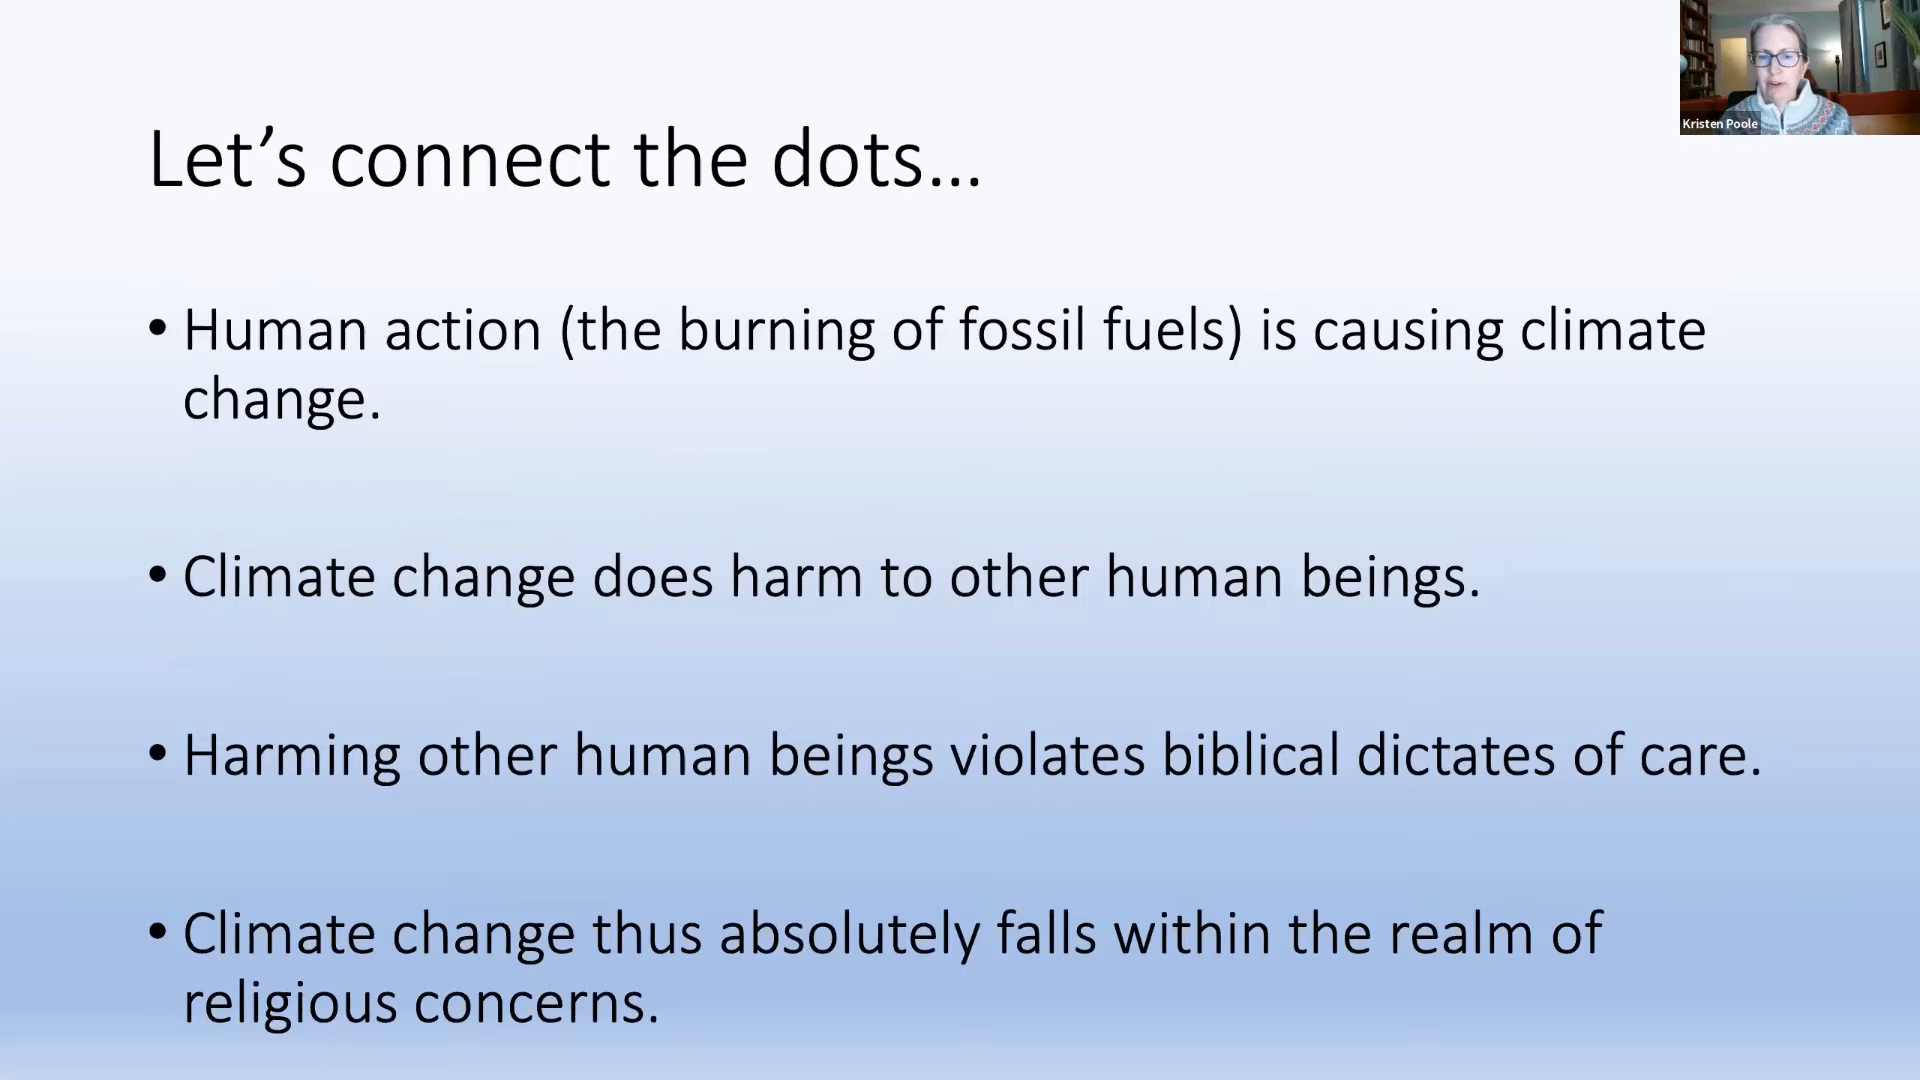 Kristen Poole
Let’s connect the dots…
• Human action (the burning of fossil fuels) is causing climate
change.
• Climate change does harm to other human beings.
• Harming other human beings violates biblical dictates of care.
• Climate change thus absolutely falls within the realm of
religious concerns.